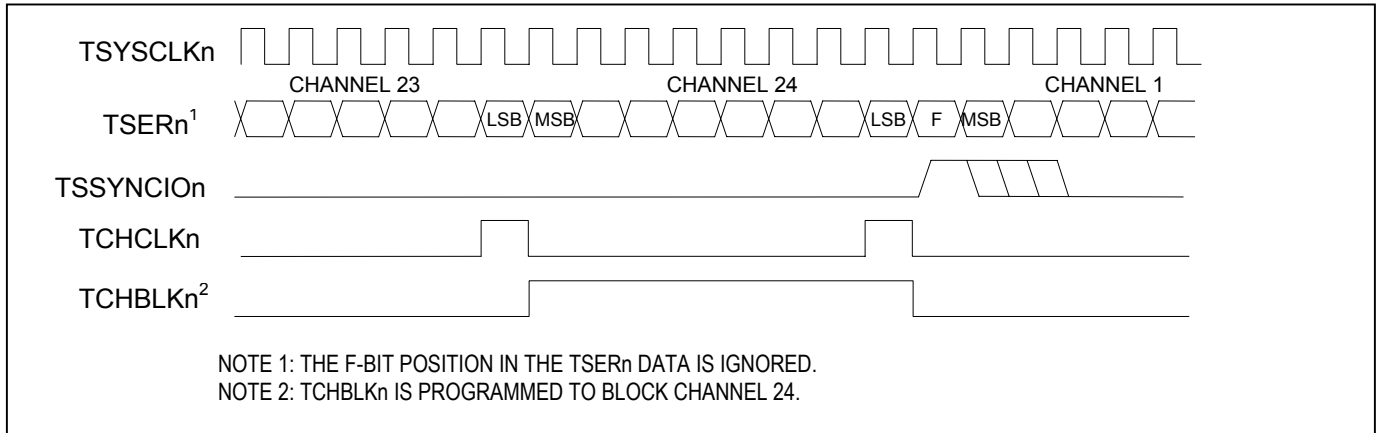 TSYSCLKn
CHANNEL 23 CHANNEL 24 CHANNEL 1
TSERn1 LSB MSB LSB F MSB
TSSYNCIOn
TCHCLKn
TCHBLKn2
NOTE 1: THE F-BIT POSITION IN THE TSERn DATA IS IGNORED.
NOTE 2: TCHBLKn IS PROGRAMMED TO BLOCK CHANNEL 24.